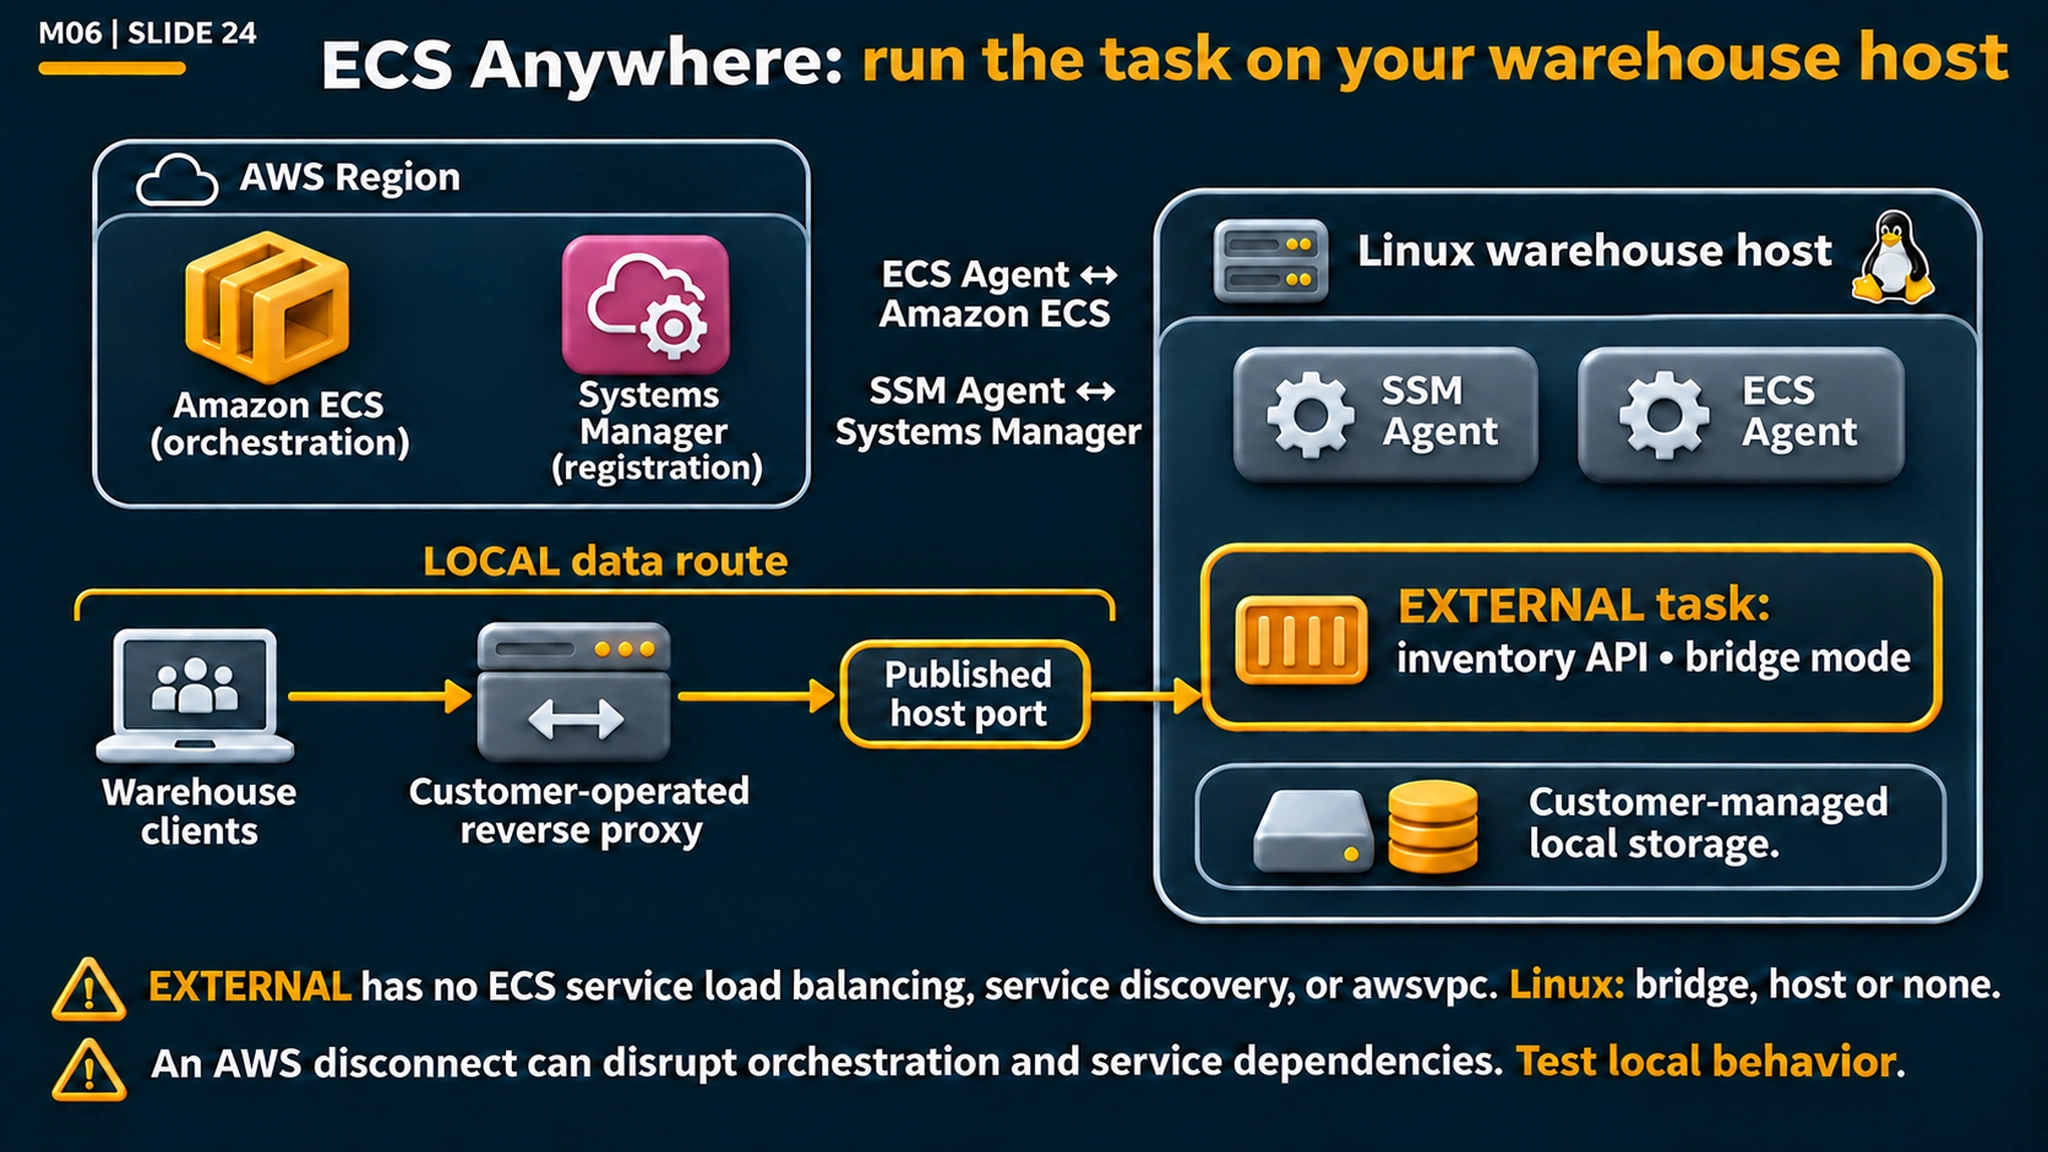 M06 | SLIDE 24
ECS Anywhere: run the task on your warehouse host
AWS Region
Amazon ECS
(orchestration)
Systems
Manager
(registration)
ECS Agent ↔
Amazon ECS
SSM Agent ↔
Systems Manager
Linux warehouse host
SSM
Agent
ECS
Agent
LOCAL data route
Warehouse
clients
Customer-operated
reverse proxy
Published
host port
EXTERNAL task:
inventory API • bridge mode
Customer-managed
local storage.
EXTERNAL has no ECS service load balancing, service discovery, or awsvpc. Linux: bridge, host or none.
An AWS disconnect can disrupt orchestration and service dependencies. Test local behavior.